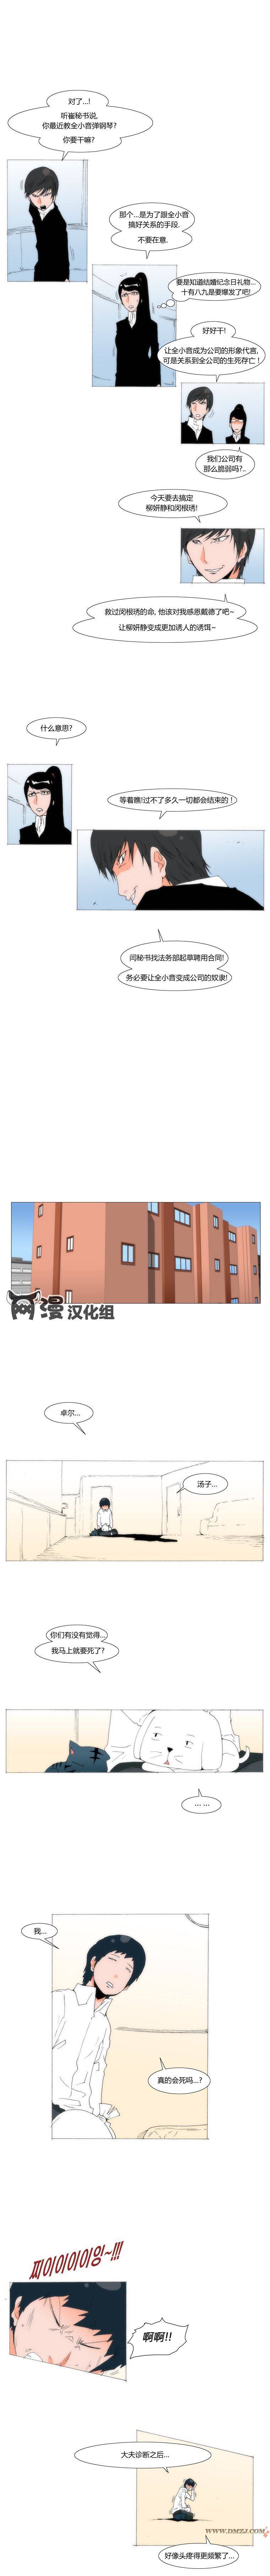 对了...!
听崔秘书说,
你最近教全小音弹钢琴?
你要干嘛?
那个...是为了跟全小音
搞好关系的手段.
不要在意.
要是知道结婚纪念日礼物...
十有八九是要爆发了吧!
好好干!
让全小音成为公司的形象代言,
可是关系到全公司的生死存亡!
我们公司有
那么脆弱吗?..
今天要去搞定
柳妍静和闵根琇!
救过闵根琇的命, 他该对我感恩戴德了吧~
让柳妍静变成更加诱人的诱饵~
什么意思?
等着瞧!过不了多久一切都会结束的!
闵秘书找法务部起草聘用合同!
务必要让全小音变成公司的奴隶!
网漫汉化组
卓尔...
汤子...
你们有没有觉得...
我马上就要死了?
... ...
我...
真的会死吗...?
찌이이이이잉~!!!
啊啊!!
大夫诊断之后...
WWW.DMZJ.COM
好像头疼得更频繁了...